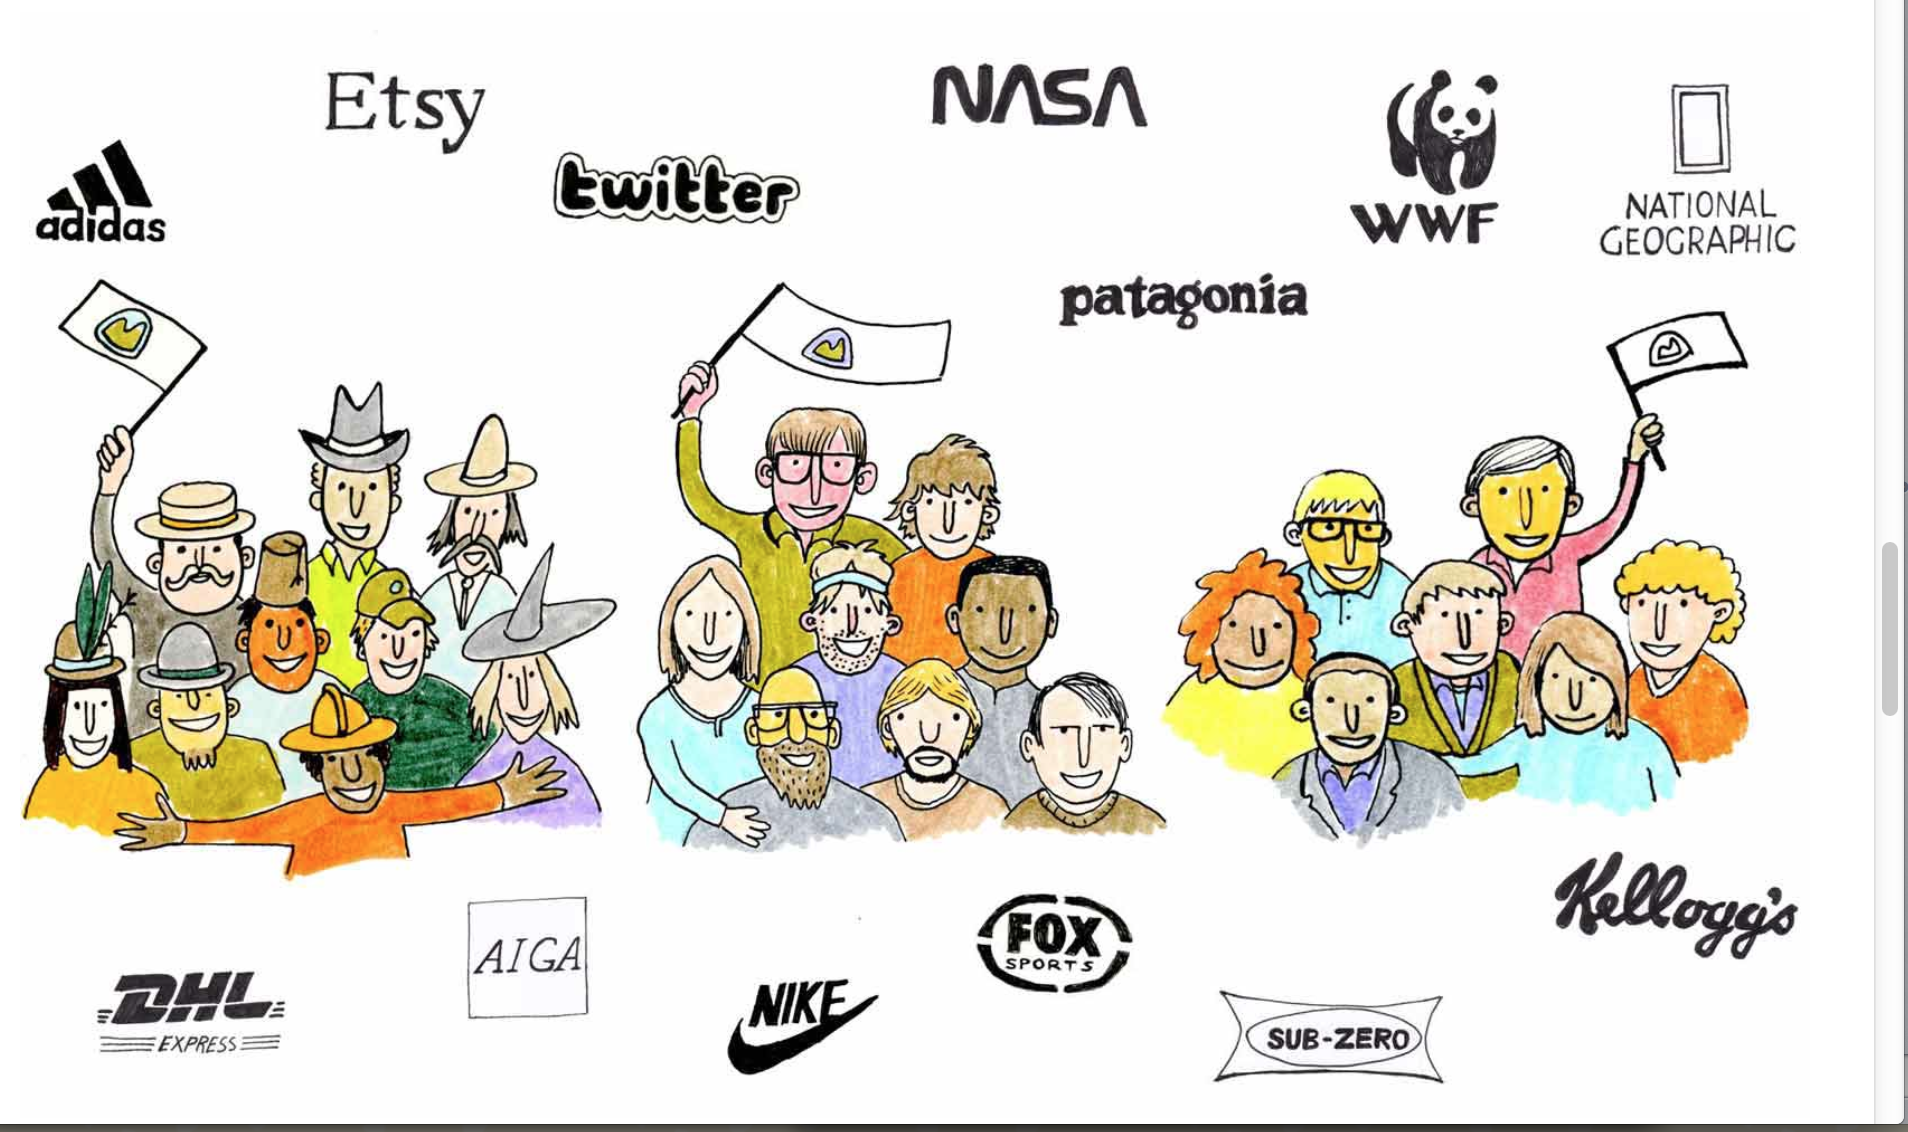 Etsy
NASA
adidas
twitter
WWF
NATIONAL
GEOGRAPHIC
patagonia
Kellogg's
AIGA
FOX
SPORTS
DHL
EXPRESS
NIKE
SUB-ZERO